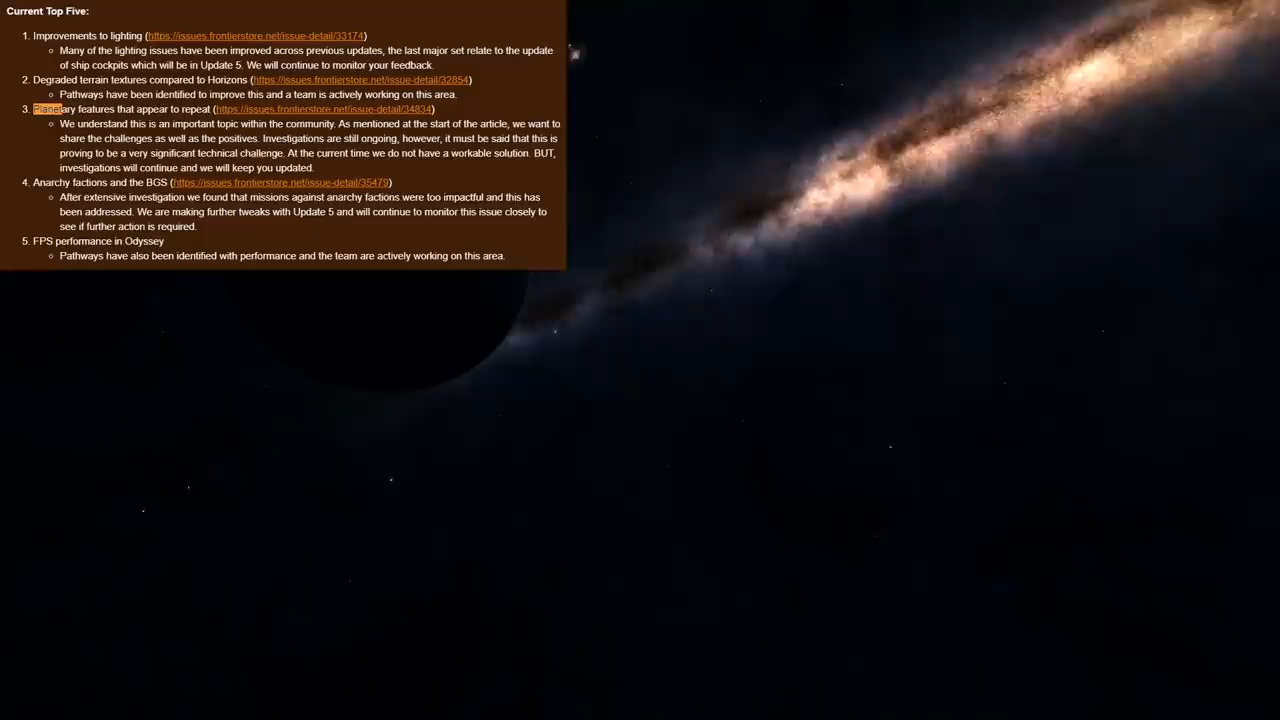 Current Top Five:
1. Improvements to lighting (https://issues.frontierstore.net/issue-detail/33174)
Many of the lighting issues have been improved across previous updates, the last major set relate to the update
of ship cockpits which will be in Update 5. We will continue to monitor your feedback.
2. Degraded terrain textures compared to Horizons (https://issues.frontierstore.net/issue-detail/32854)
Pathways have been identified to improve this and a team is actively working on this area.
3. Planetary features that appear to repeat (https://issues.frontierstore.net/issue-detail/34834)
We understand this is an important topic within the community. As mentioned at the start of the article, we want to
share the challenges as well as the positives. Investigations are still ongoing, however, it must be said that this is
proving to be a very significant technical challenge. At the current time we do not have a workable solution. BUT,
investigations will continue and we will keep you updated.
4. Anarchy factions and the BGS (https://issues.frontierstore.net/issue-detail/35479)
After extensive investigation we found that missions against anarchy factions were too impactful and this has
been addressed. We are making further tweaks with Update 5 and will continue to monitor this issue closely to
see if further action is required.
5. FPS performance in Odyssey
Pathways have also been identified with performance and the team are actively working on this area.